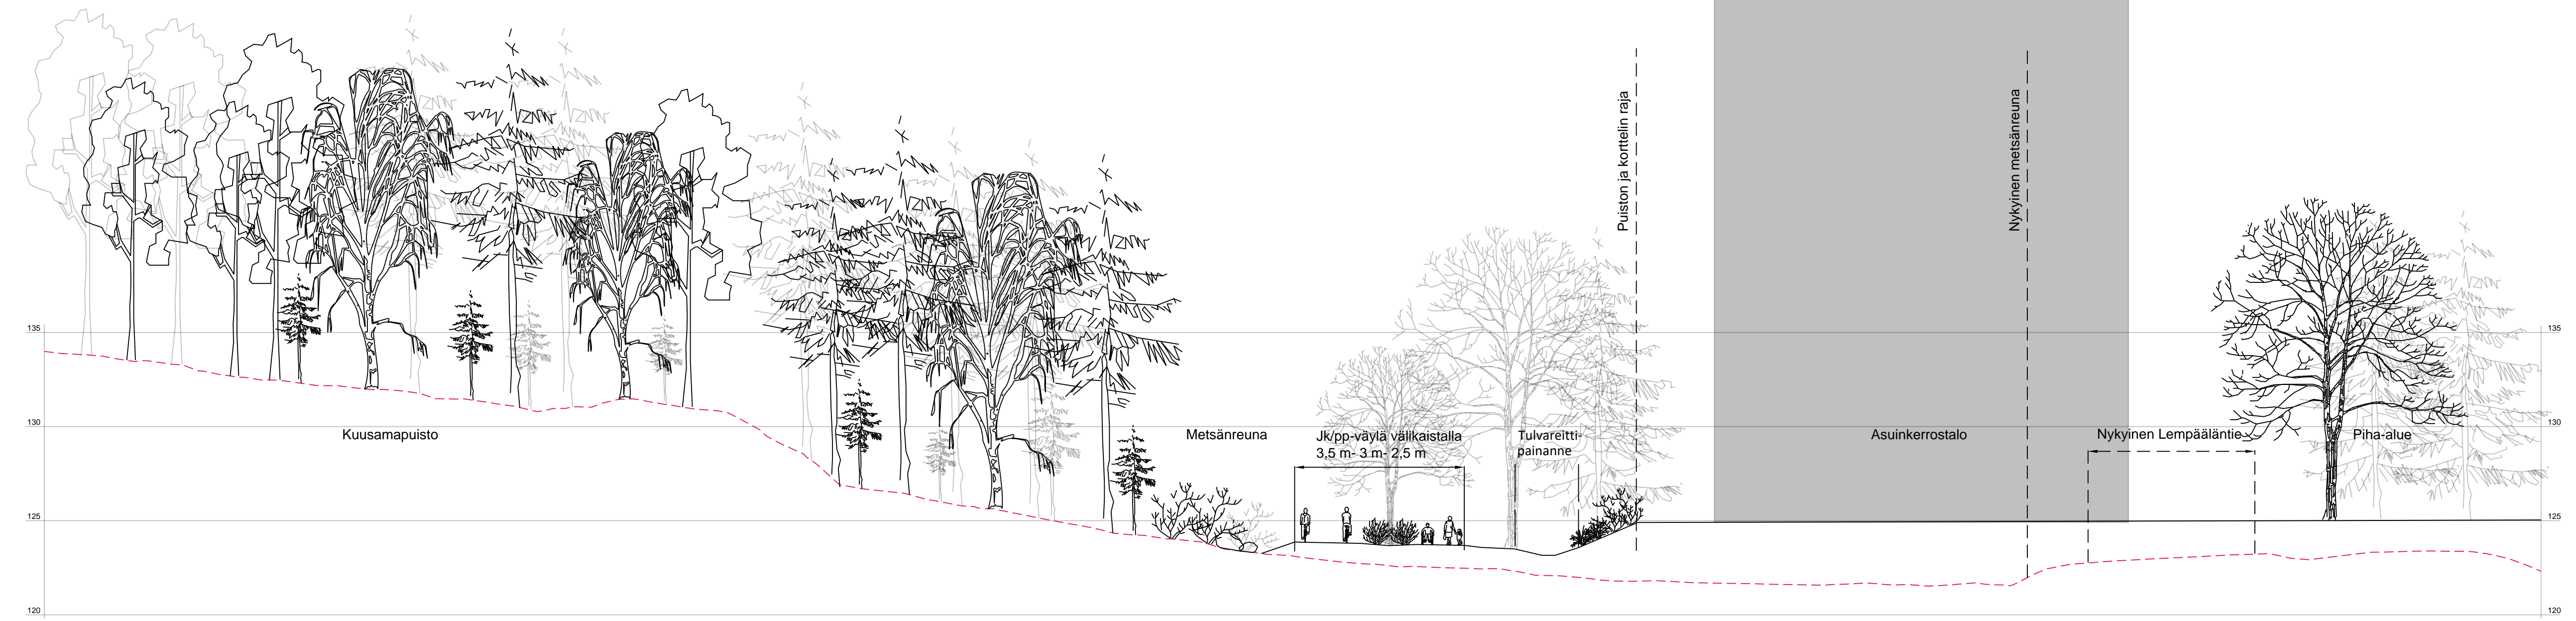 Puiston ja korttelin raja
Nykyinen metsänreuna
135
135
130
130
Kuusamapuisto
Metsänreuna
Jk/pp-väylä välikaistalla
3,5 m- 3 m- 2,5 m
Tulvareitti-
painanne
Asuinkerrostalo
Nykyinen Lempääläntie
Piha-alue
125
125
120
120